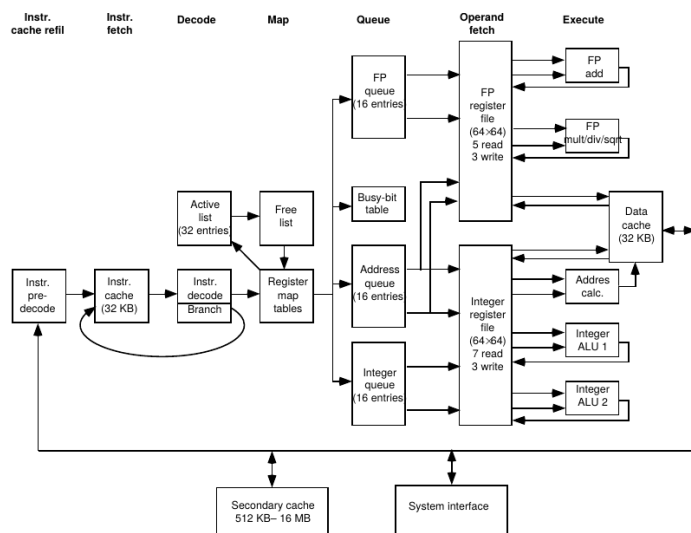 Instr.
cache refil
Instr.
fetch
Decode
Map
Queue
Operand
fetch
Execute
FP
queue
(16 entries)
FP
register
file
(64×64)
5 read
3 write
FP
add
FP
mult/div/sqrt
Active
list
(32 entries)
Free
list
Busy-bit
table
Data
cache
(32 KB)
Instr.
pre-
decode
Instr.
cache
(32 KB)
Instr.
decode
Branch
Register
map
tables
Address
queue
(16 entries)
Integer
register
file
(64×64)
7 read
3 write
Addres
calc.
Integer
ALU 1
Integer
queue
(16 entries)
Integer
ALU 2
Secondary cache
512 KB– 16 MB
System interface